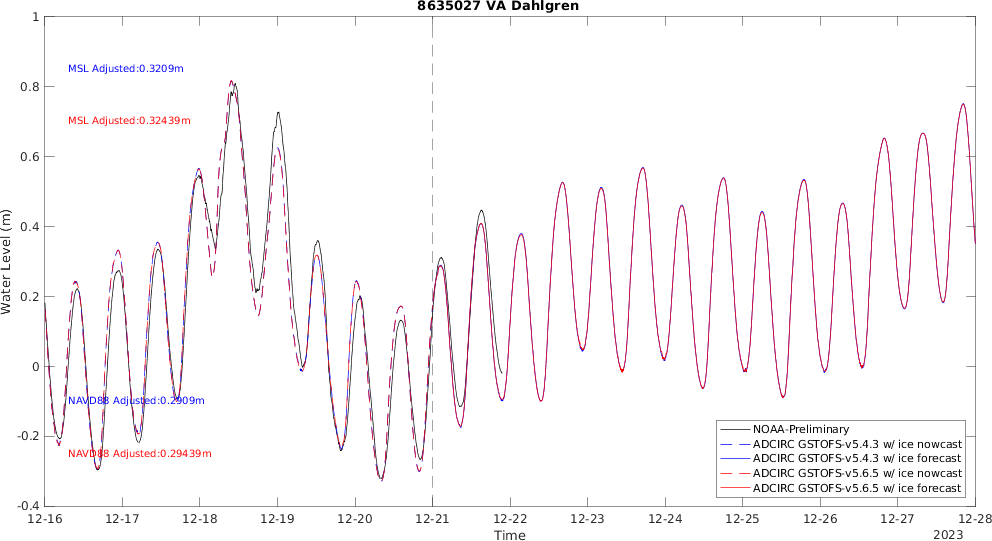 8635027 VA Dahlgren
1
0.8
0.6
0.4
0.2
0
-0.2
-0.4
Water Level (m)
MSL Adjusted:0.3209m
MSL Adjusted:0.32439m
NAVD88 Adjusted:0.2909m
NAVD88 Adjusted:0.29439m
NOAA-Preliminary
ADCIRC GSTOFS-v5.4.3 w/ ice nowcast
ADCIRC GSTOFS-v5.4.3 w/ ice forecast
ADCIRC GSTOFS-v5.6.5 w/ ice nowcast
ADCIRC GSTOFS-v5.6.5 w/ ice forecast
12-16 12-17 12-18 12-19 12-20 12-21 12-22 12-23 12-24 12-25 12-26 12-27 12-28
Time
2023